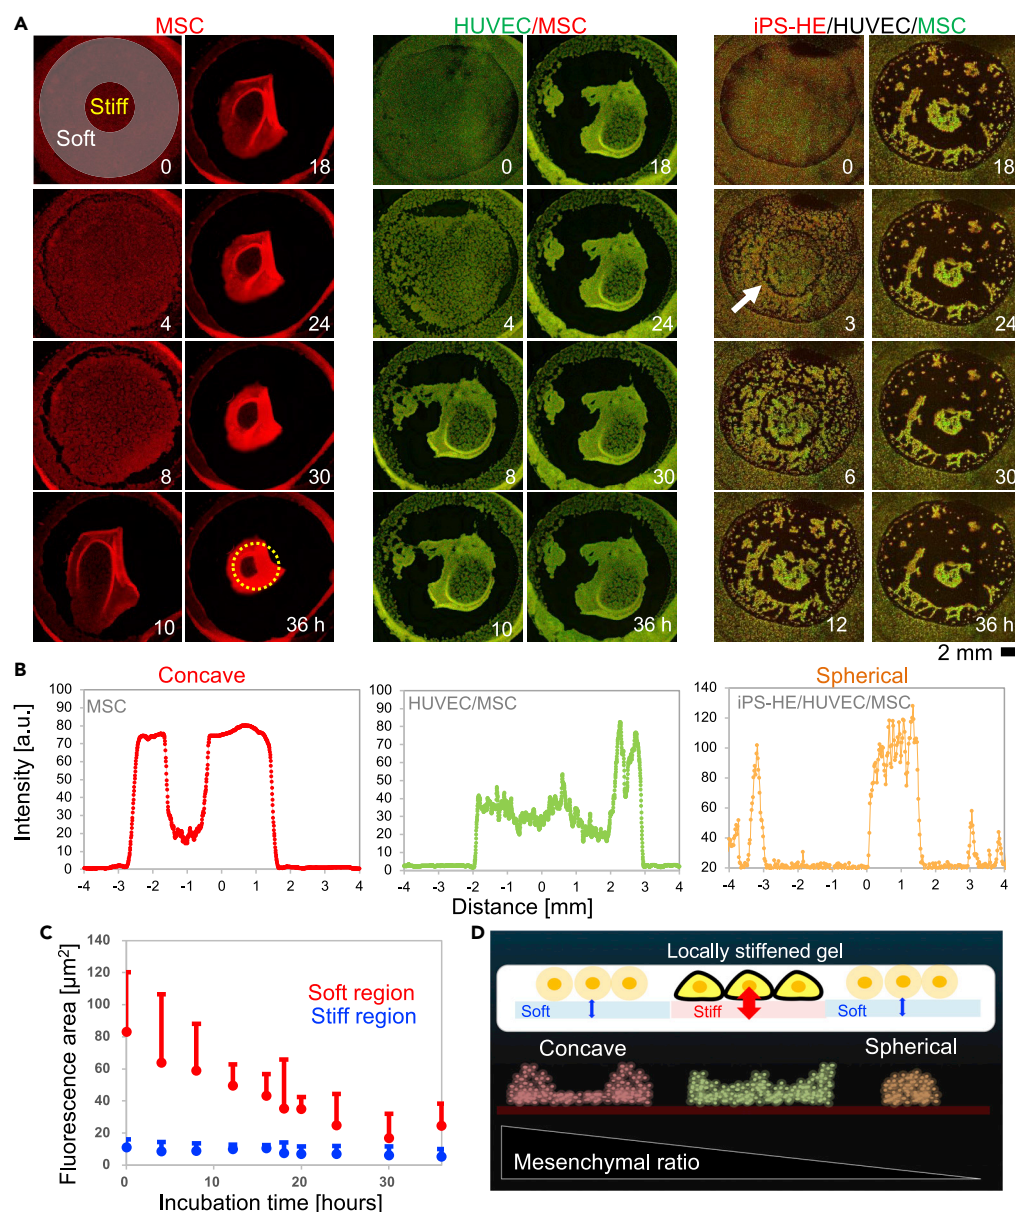 A
MSC
HUVEC/MSC
iPS-HE/HUVEC/MSC
Stiff
Soft
0
18
0
18
0
18
4
24
4
24
3
24
8
30
8
30
6
30
10
36 h
10
36 h
12
36 h
2 mm
B
Concave
Spherical
Intensity [a.u.]
100
90
80
70
60
50
40
30
20
10
0
MSC
-4 -3 -2 -1 0 1 2 3 4
100
90
80
70
60
50
40
30
20
10
0
HUVEC/MSC
-4 -3 -2 -1 0 1 2 3 4
140
120
100
80
60
40
20
iPS-HE/HUVEC/MSC
-4 -3 -2 -1 0 1 2 3 4
Distance [mm]
C
Fluorescence area [µm²]
140
120
100
80
60
40
20
0
Soft region
Stiff region
0 10 20 30
Incubation time [hours]
D
Locally stiffened gel
Soft
Stiff
Soft
Concave
Spherical
Mesenchymal ratio